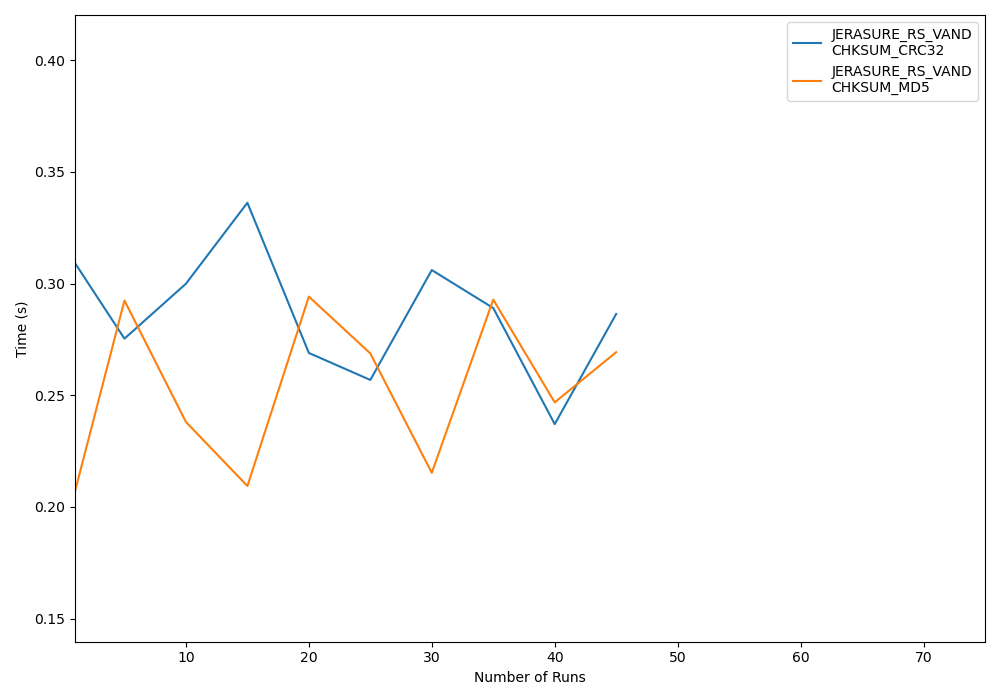 JERASURE_RS_VAND
CHKSUM_CRC32
JERASURE_RS_VAND
CHKSUM_MD5
0.40
0.35
0.30
0.25
0.20
0.15
Time (s)
10 20 30 40 50 60 70
Number of Runs